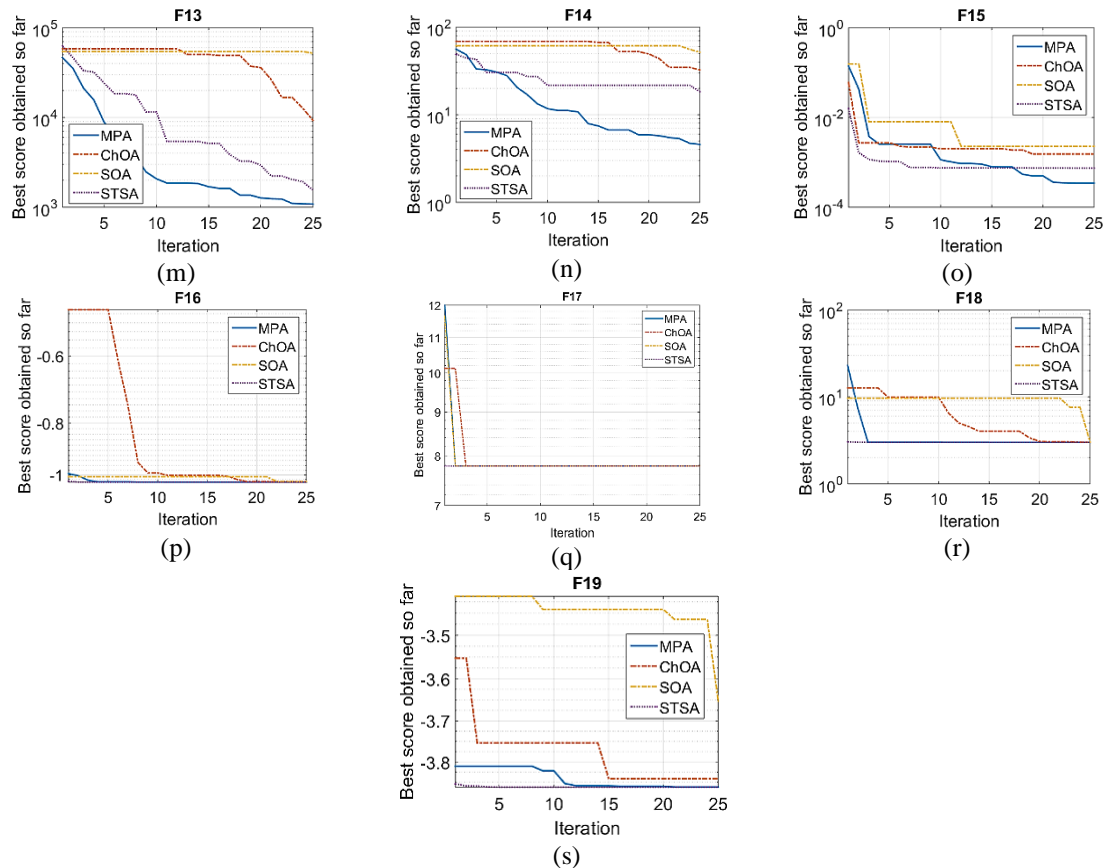 F13
Best score obtained so far
10^5
10^4
10^3
MPA
ChOA
SOA
STSA
5 10 15 20 25
Iteration
(m)
F14
Best score obtained so far
10^2
10^1
10^0
MPA
ChOA
SOA
STSA
5 10 15 20 25
Iteration
(n)
F15
Best score obtained so far
10^0
10^-2
10^-4
MPA
ChOA
SOA
STSA
5 10 15 20 25
Iteration
(o)
F16
Best score obtained so far
-0.6
-0.8
-1
MPA
ChOA
SOA
STSA
5 10 15 20 25
Iteration
(p)
F17
Best score obtained so far
12
11
10
9
8
7
MPA
ChOA
SOA
STSA
5 10 15 20 25
Iteration
(q)
F18
Best score obtained so far
10^2
10^1
10^0
MPA
ChOA
SOA
STSA
5 10 15 20 25
Iteration
(r)
F19
Best score obtained so far
-3.5
-3.6
-3.7
-3.8
MPA
ChOA
SOA
STSA
5 10 15 20 25
Iteration
(s)